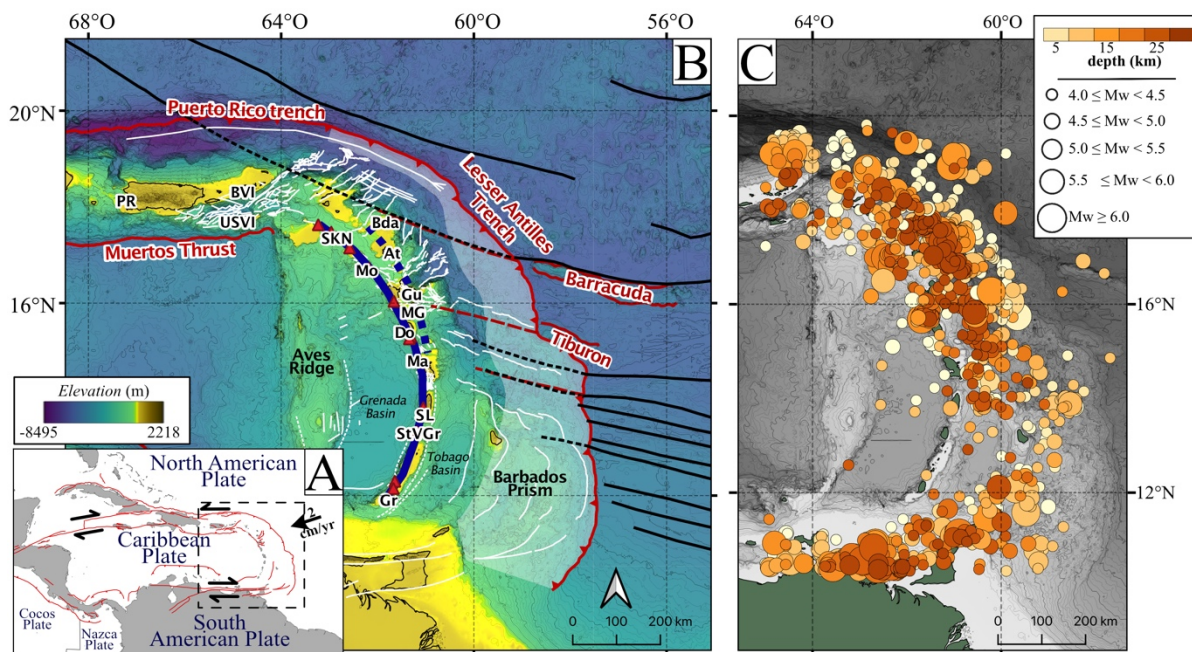 68°O
64°O
60°O
56°O
20°N
16°N
B
Puerto Rico trench
Lesser Antilles
Trench
PR
BVI
USVI
Muertos Thrust
SKN
Bda
At
Mo
Gu
MG
Do
Ma
Barracuda
Tiburon
Aves
Ridge
Grenada
Basin
SL
StVGr
Tobago
Basin
Gr
Barbados
Prism
0 100 200 km
Elevation (m)
-8495
2218
A
North American
Plate
2
cm/yr
Caribbean
Plate
Cocos
Plate
Nazca
Plate
South
American Plate
64°O
60°O
C
16°N
12°N
5 15 25
depth (km)
4.0 ≤ Mw < 4.5
4.5 ≤ Mw < 5.0
5.0 ≤ Mw < 5.5
5.5 ≤ Mw < 6.0
Mw ≥ 6.0
0 100 200 km